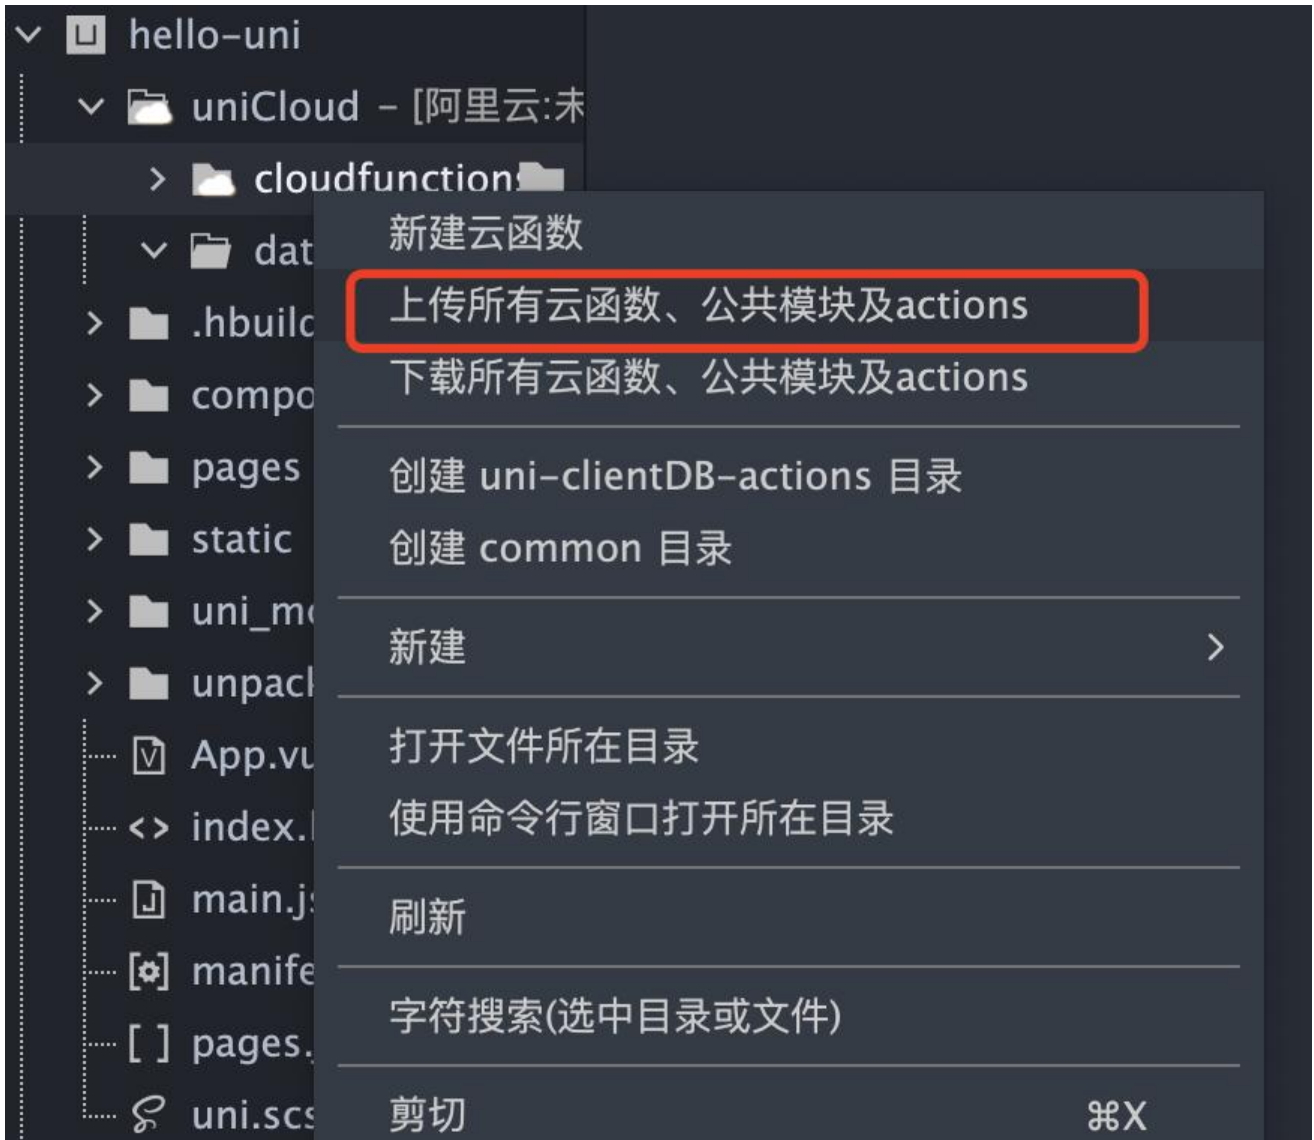 hello-uni
uniCloud - [阿里云:未
cloudfunctions
新建云函数
dat
上传所有云函数、公共模块及actions
.hbuild
下载所有云函数、公共模块及actions
compo
pages
创建 uni-clientDB-actions 目录
static
创建 common 目录
uni_mo
新建
unpack
App.vu
打开文件所在目录
index.
使用命令行窗口打开所在目录
main.js
刷新
manife
字符搜索(选中目录或文件)
pages.
uni.scs
剪切 ⌘X